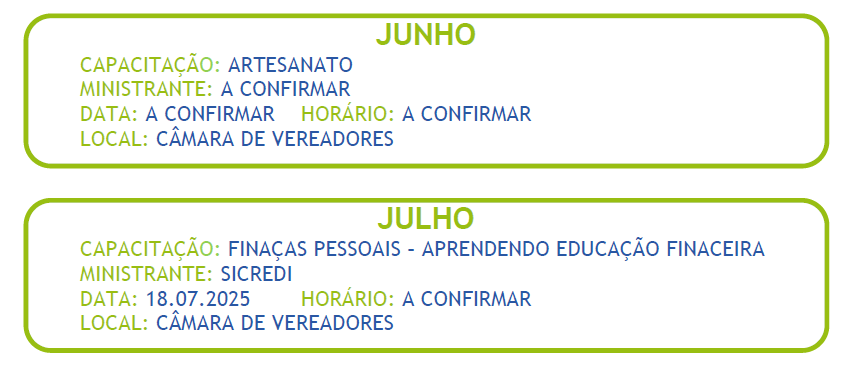 JUNHO
CAPACITAÇÃO: ARTESANATO
MINISTRANTE: A CONFIRMAR
DATA: A CONFIRMAR HORÁRIO: A CONFIRMAR
LOCAL: CÂMARA DE VEREADORES
JULHO
CAPACITAÇÃO: FINAÇAS PESSOAIS – APRENDENDO EDUCAÇÃO FINACEIRA
MINISTRANTE: SICREDI
DATA: 18.07.2025 HORÁRIO: A CONFIRMAR
LOCAL: CÂMARA DE VEREADORES